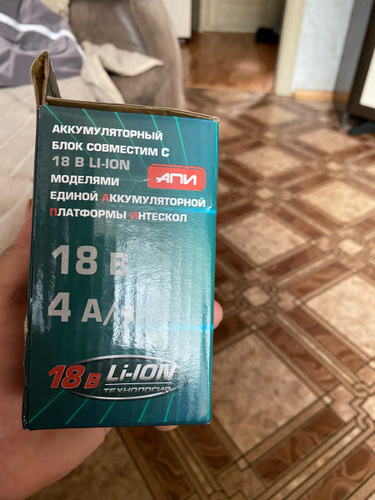 АККУМУЛЯТОРНЫЙ
БЛОК СОВМЕСТИМ С
18 В LI-ION
МОДЕЛЯМИ АПИ
ЕДИНОЙ АККУМУЛЯТОРНОЙ
ПЛАТФОРМЫ ИНТЕСКОЛ
18 В
4 А/Ч
18 В LI-ION
ТЕХНОЛОГИЯ